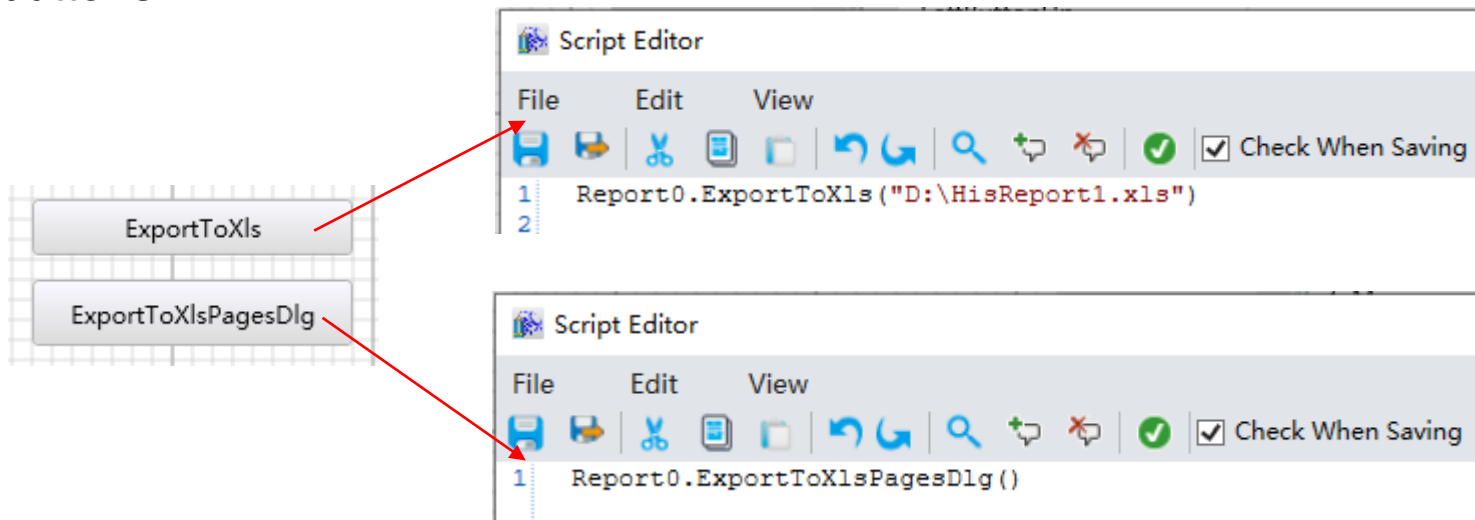 Script Editor
File Edit View
Check When Saving
1 Report0.ExportToXls("D:\HisReport1.xls")
2
ExportToXls
ExportToXlsPagesDlg
Script Editor
File Edit View
Check When Saving
1 Report0.ExportToXlsPagesDlg()